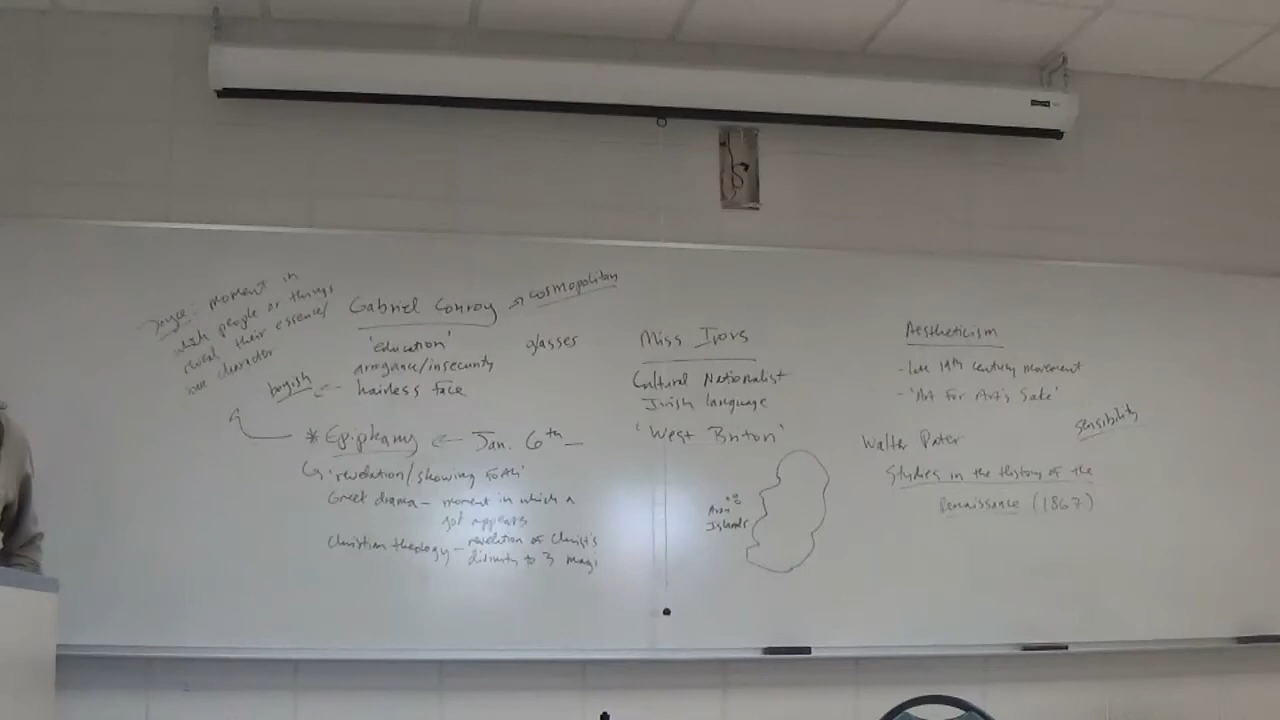 Joyce: moment in
which people or things
reveal their essence/
true character
Gabriel Conroy → cosmopolitan
'education'
glasses
arrogance/insecurity
boyish ← hairless face
* Epiphany ← Jan. 6th
↳ 'revelation/showing forth'
Greek drama - moment in which a
god appears
Christian theology - revelation of Christ's
divinity to 3 magi
Miss Ivors
Cultural Nationalist
Irish language
'West Briton'
Aran
Islands
Aestheticism
- late 19th century movement
- 'Art For Art's Sake'
sensibility
Walter Pater
Studies in the History of the
Renaissance (1867)